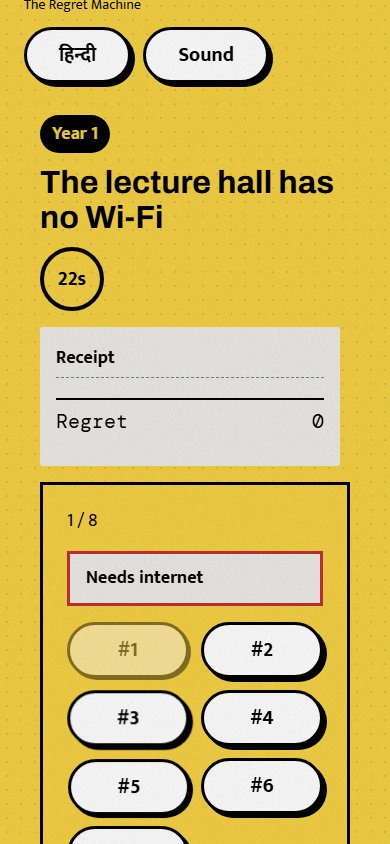 The Regret Machine
हिन्दी Sound
Year 1
The lecture hall has
no Wi-Fi
22s
Receipt
Regret 0
1 / 8
Needs internet
#1 #2
#3 #4
#5 #6